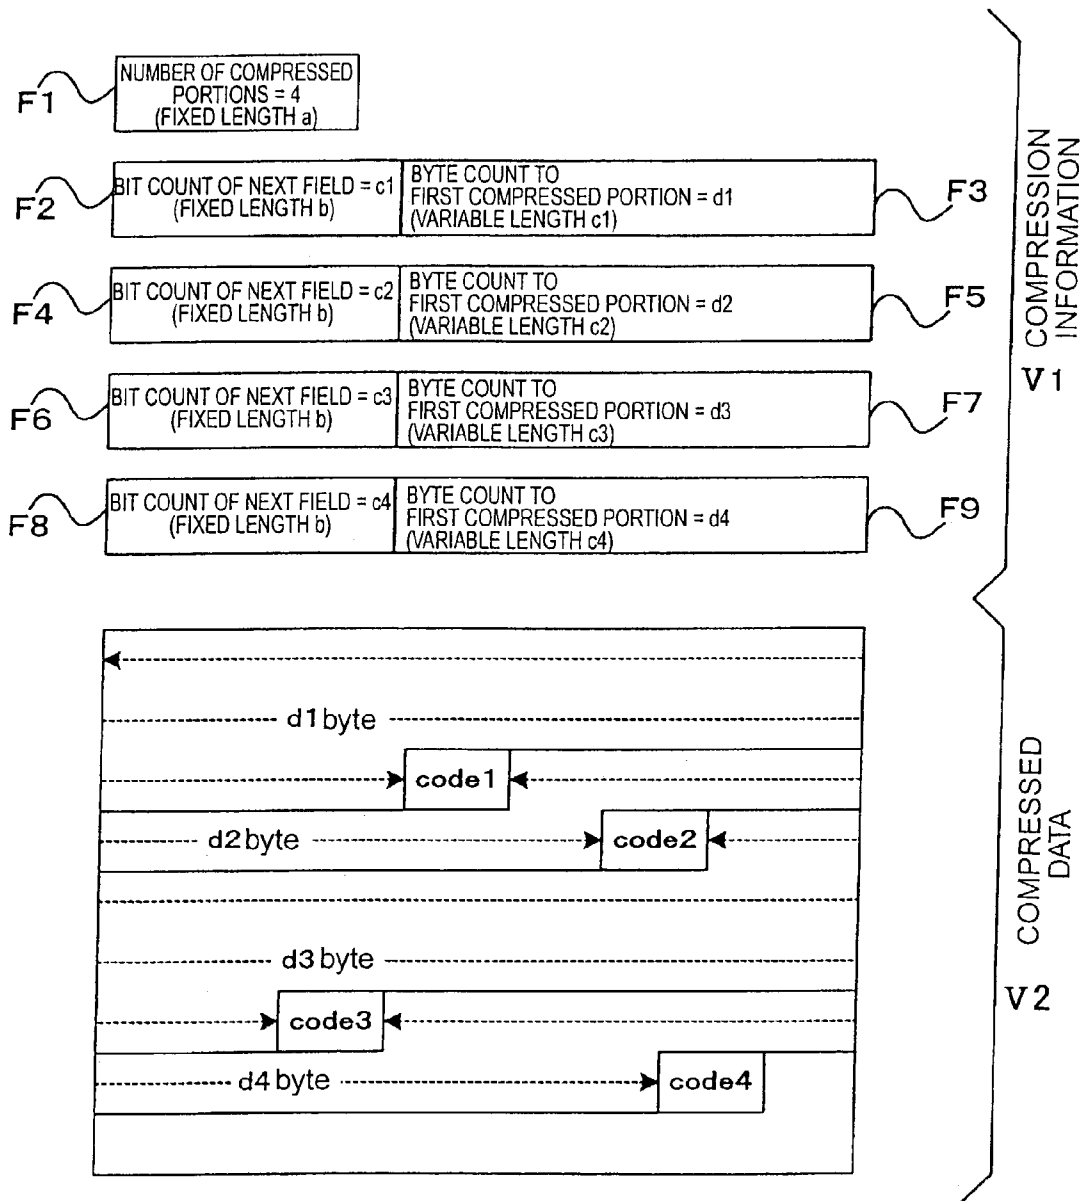 NUMBER OF COMPRESSED
PORTIONS = 4
(FIXED LENGTH a)
F1
BIT COUNT OF NEXT FIELD = c1
(FIXED LENGTH b)
BYTE COUNT TO
FIRST COMPRESSED PORTION = d1
(VARIABLE LENGTH c1)
F2
F3
BIT COUNT OF NEXT FIELD = c2
(FIXED LENGTH b)
BYTE COUNT TO
FIRST COMPRESSED PORTION = d2
(VARIABLE LENGTH c2)
F4
F5
BIT COUNT OF NEXT FIELD = c3
(FIXED LENGTH b)
BYTE COUNT TO
FIRST COMPRESSED PORTION = d3
(VARIABLE LENGTH c3)
F6
F7
BIT COUNT OF NEXT FIELD = c4
(FIXED LENGTH b)
BYTE COUNT TO
FIRST COMPRESSED PORTION = d4
(VARIABLE LENGTH c4)
F8
F9
COMPRESSION
INFORMATION
V1
d1 byte
code1
d2 byte
code2
d3 byte
code3
d4 byte
code4
COMPRESSED
DATA
V2